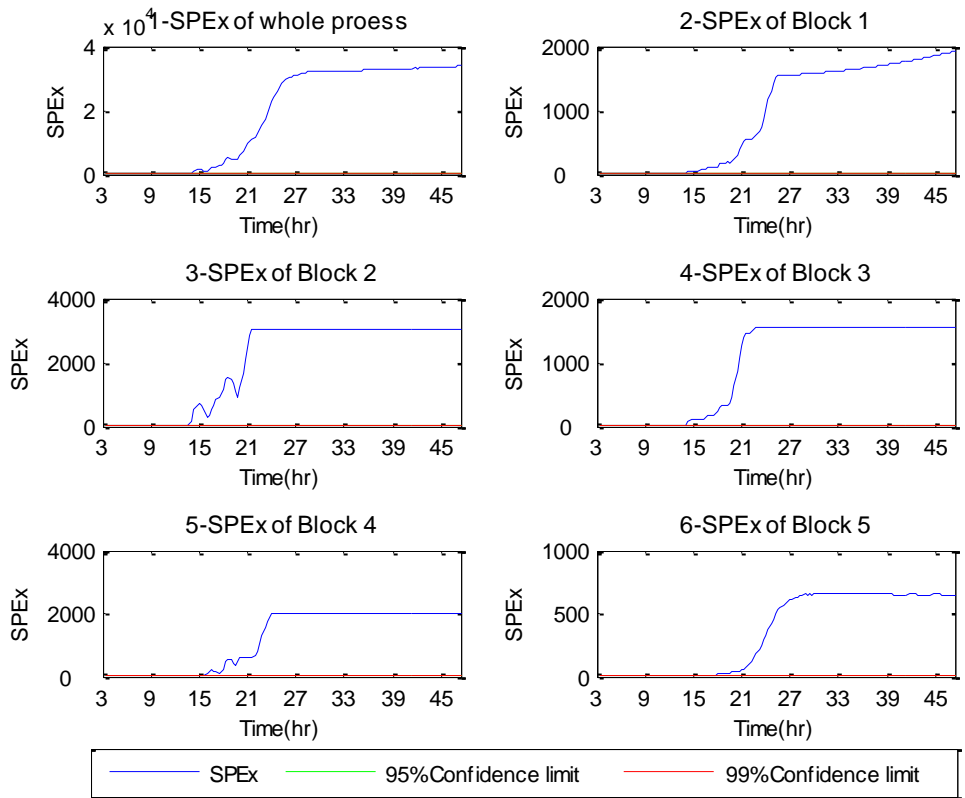 x 10^4 1-SPEx of whole proess
4
2
0
SPEx
3 9 15 21 27 33 39 45
Time(hr)
2-SPEx of Block 1
2000
1000
0
SPEx
3 9 15 21 27 33 39 45
Time(hr)
3-SPEx of Block 2
4000
2000
0
SPEx
3 9 15 21 27 33 39 45
Time(hr)
4-SPEx of Block 3
2000
1000
0
SPEx
3 9 15 21 27 33 39 45
Time(hr)
5-SPEx of Block 4
4000
2000
0
SPEx
3 9 15 21 27 33 39 45
Time(hr)
6-SPEx of Block 5
1000
500
0
SPEx
3 9 15 21 27 33 39 45
Time(hr)
SPEx 95%Confidence limit 99%Confidence limit